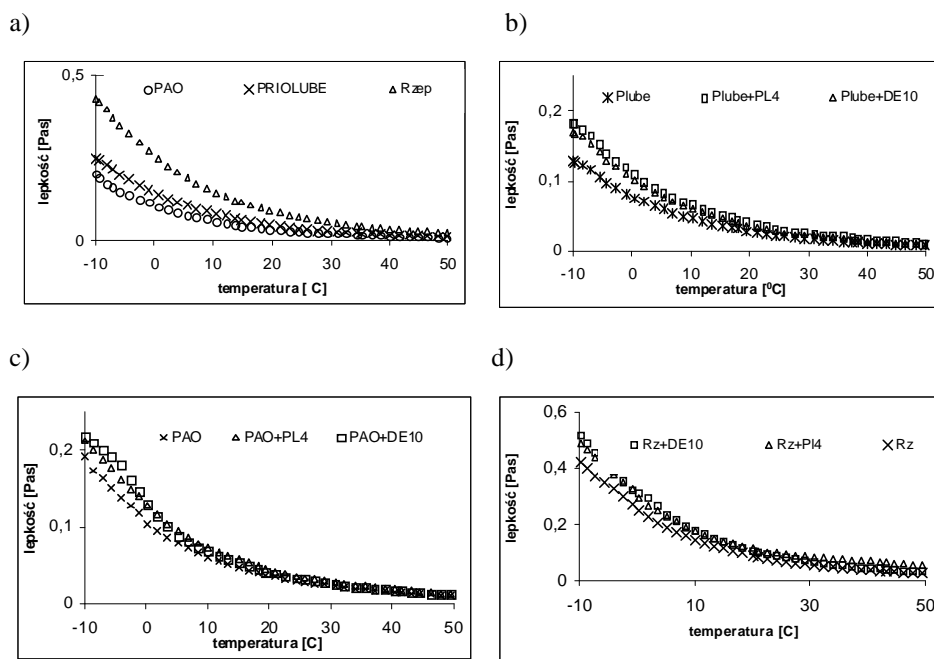 a)
0,5
PAO PRIOLUBE Rzep
lepkość [Pas]
0
-10 0 10 20 30 40 50
temperatura [ C]
b)
0,2
Plube Plube+PL4 Plube+DE10
lepkość [Pas]
0,1
0
-10 0 10 20 30 40 50
temperatura [⁰C]
c)
0,2
PAO PAO+PL4 PAO+DE10
lepkość [Pas]
0,1
0
-10 0 10 20 30 40 50
temperatura [C]
d)
0,6
Rz+DE10 Rz+Pl4 Rz
lepkość [Pas]
0,4
0,2
0
-10 10 30 50
temperatura [C]